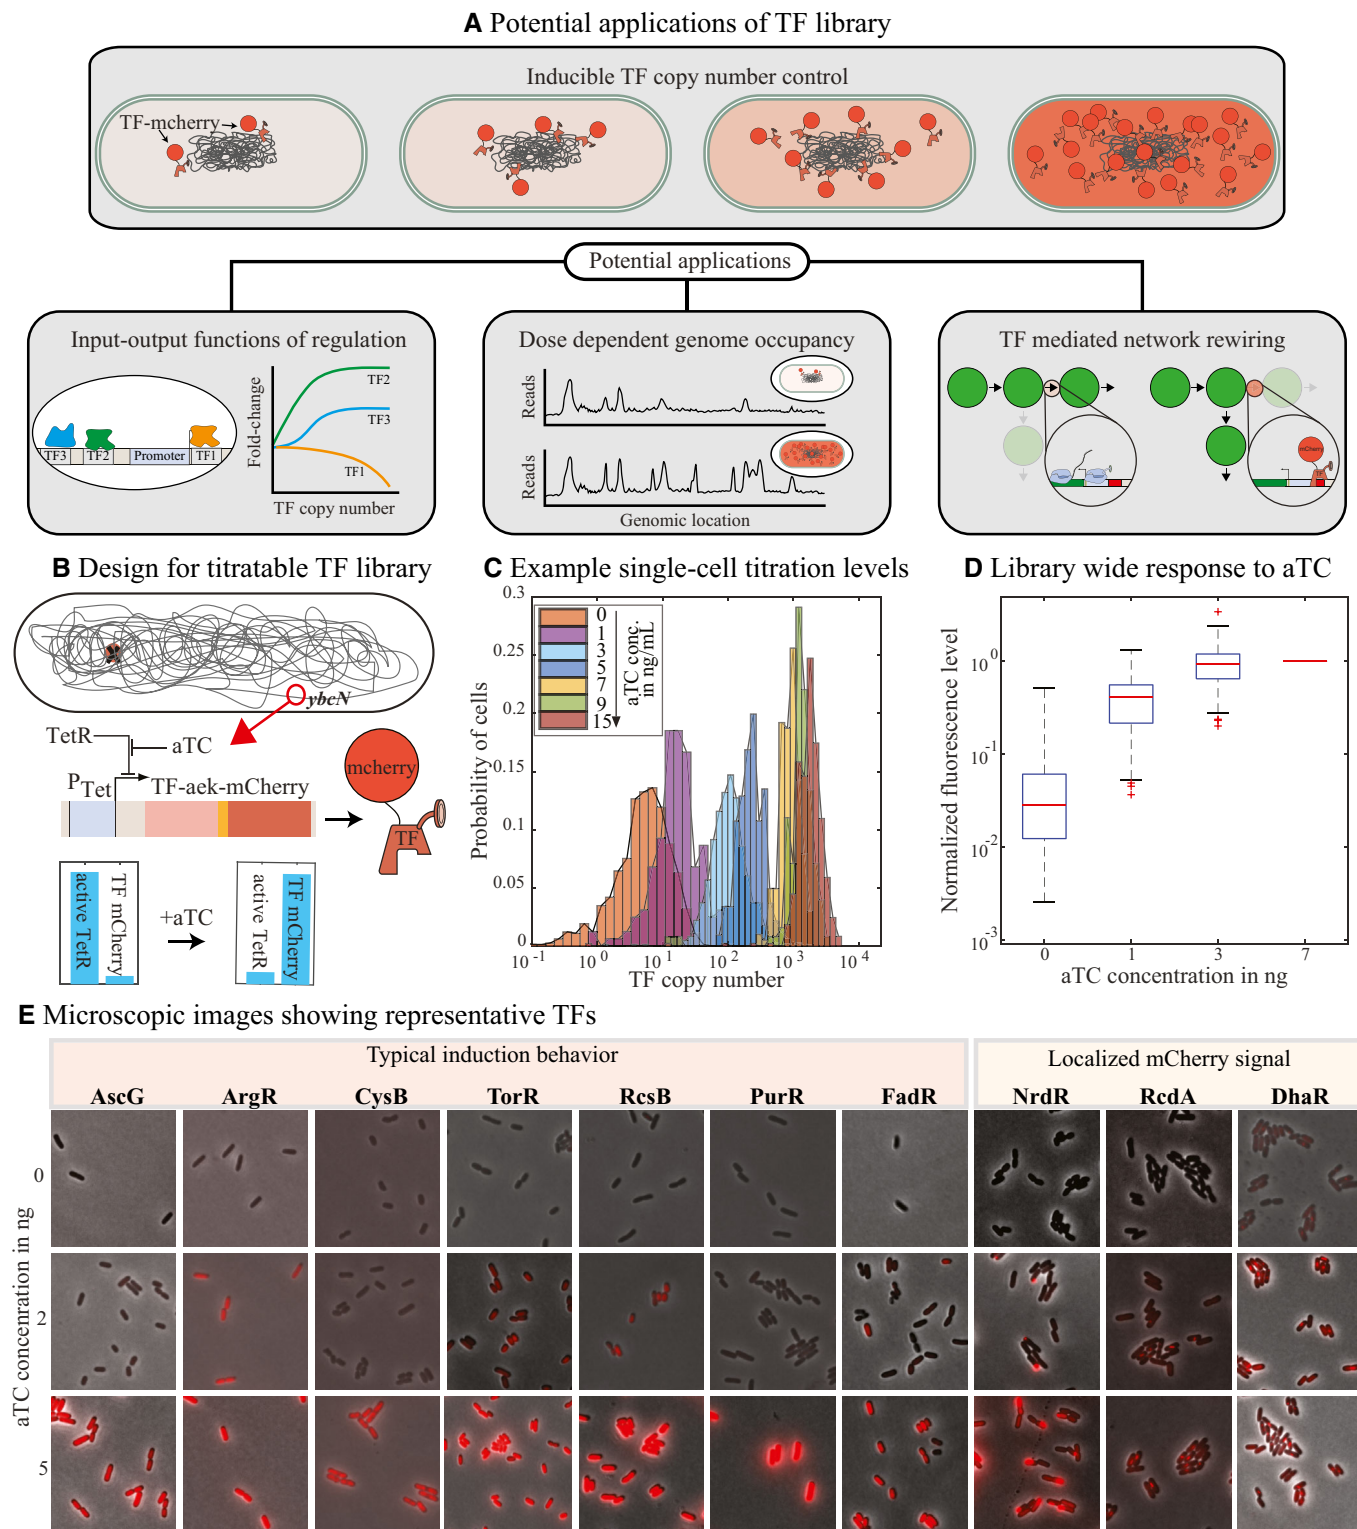 A Potential applications of TF library
Inducible TF copy number control
TF-mcherry
Potential applications
Input-output functions of regulation
TF3
TF2
Promoter
TF1
Fold-change
TF2
TF3
TF1
TF copy number
Dose dependent genome occupancy
Reads
Reads
Genomic location
TF mediated network rewiring
mCherry
TF
B Design for titratable TF library
ybcN
TetR
aTC
PTet
TF-aek-mCherry
mcherry
TF
active TetR
TF mCherry
+aTC
active TetR
TF mCherry
C Example single-cell titration levels
0.3
0.25
0.2
0.15
0.1
0.05
0
Probability of cells
0
1
3
5
7
9
15
aTC conc.
in ng/mL
10-1
100
101
102
103
104
TF copy number
D Library wide response to aTC
Normalized fluorescence level
100
10-1
10-2
10-3
0
1
3
7
aTC concentration in ng
E Microscopic images showing representative TFs
Typical induction behavior
Localized mCherry signal
AscG
ArgR
CysB
TorR
RcsB
PurR
FadR
NrdR
RcdA
DhaR
aTC concenration in ng
0
2
5